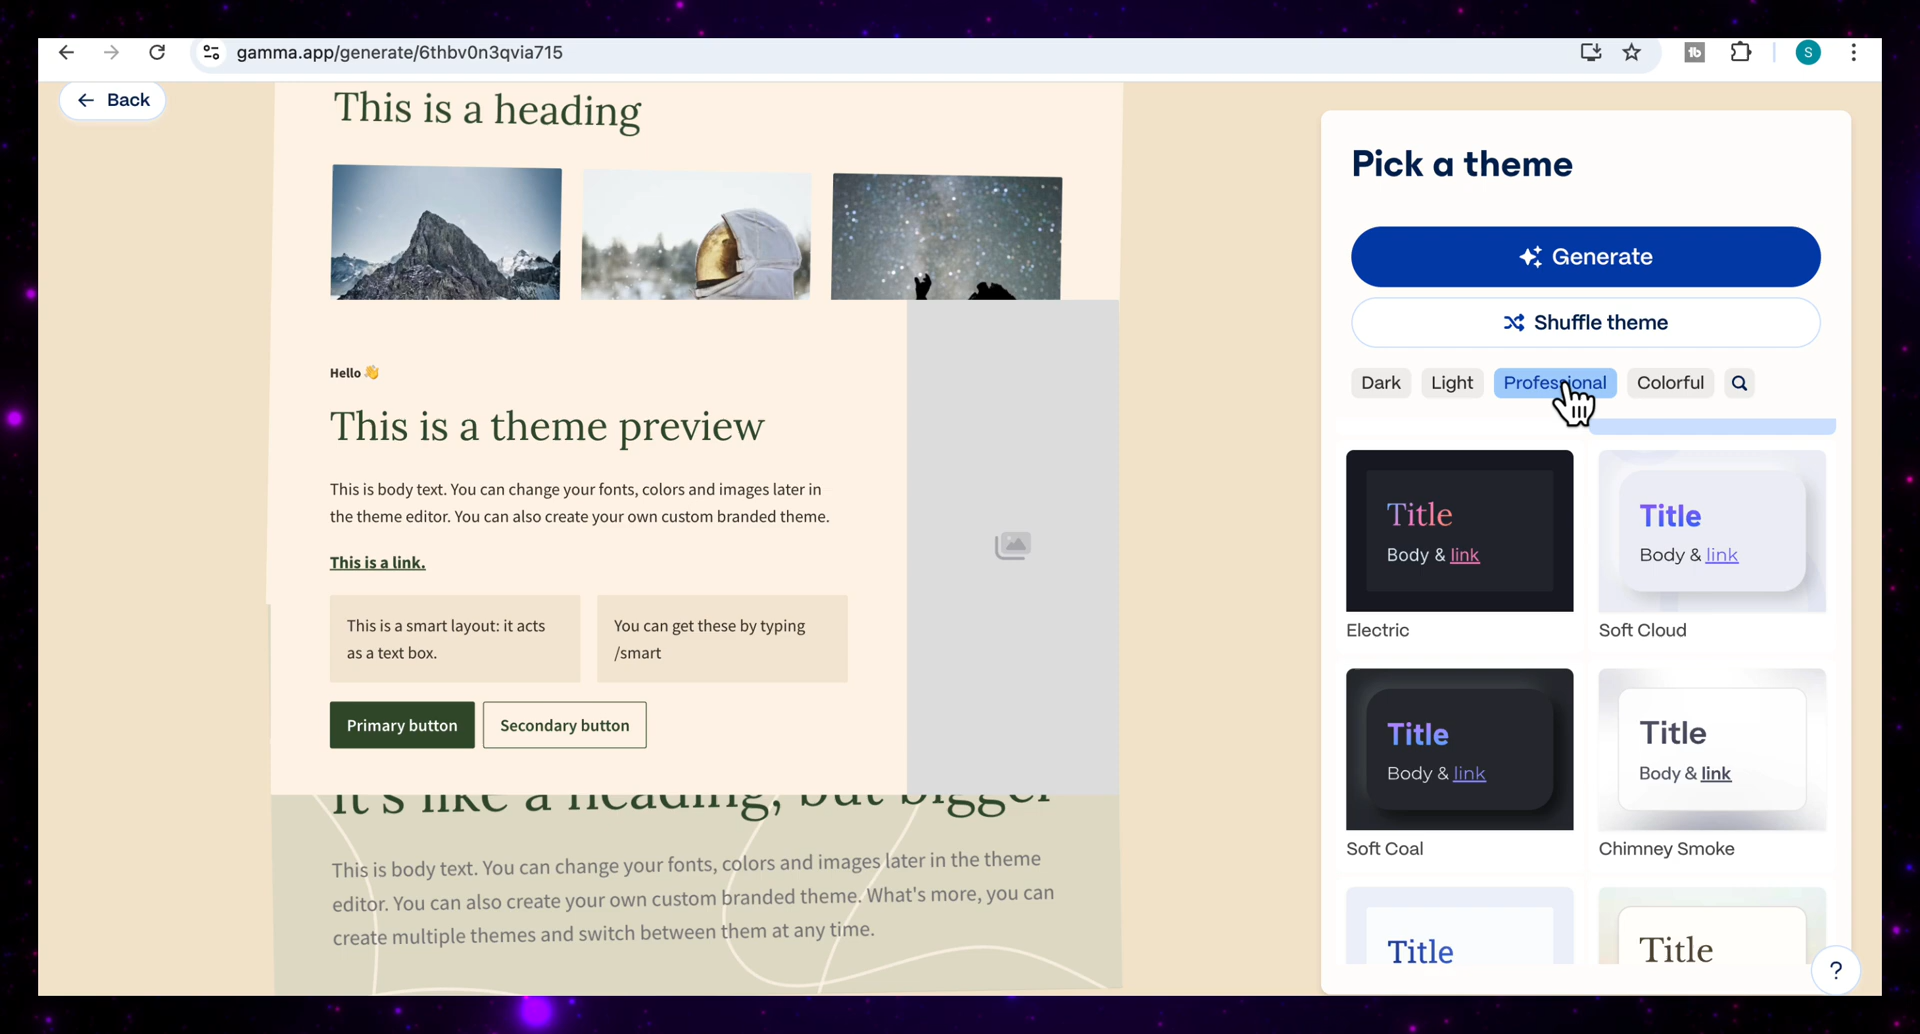 gamma.app/generate/6thbv0n3qvia715
S
Back
This is a heading
Hello 👋
This is a theme preview
This is body text. You can change your fonts, colors and images later in
the theme editor. You can also create your own custom branded theme.
This is a link.
This is a smart layout: it acts
as a text box.
You can get these by typing
/smart
Primary button
Secondary button
It's like a heading, but bigger
This is body text. You can change your fonts, colors and images later in the theme
editor. You can also create your own custom branded theme. What's more, you can
create multiple themes and switch between them at any time.
Pick a theme
Generate
Shuffle theme
Dark
Light
Professional
Colorful
Title
Body & link
Electric
Title
Body & link
Soft Cloud
Title
Body & link
Soft Coal
Title
Body & link
Chimney Smoke
Title
Title
?